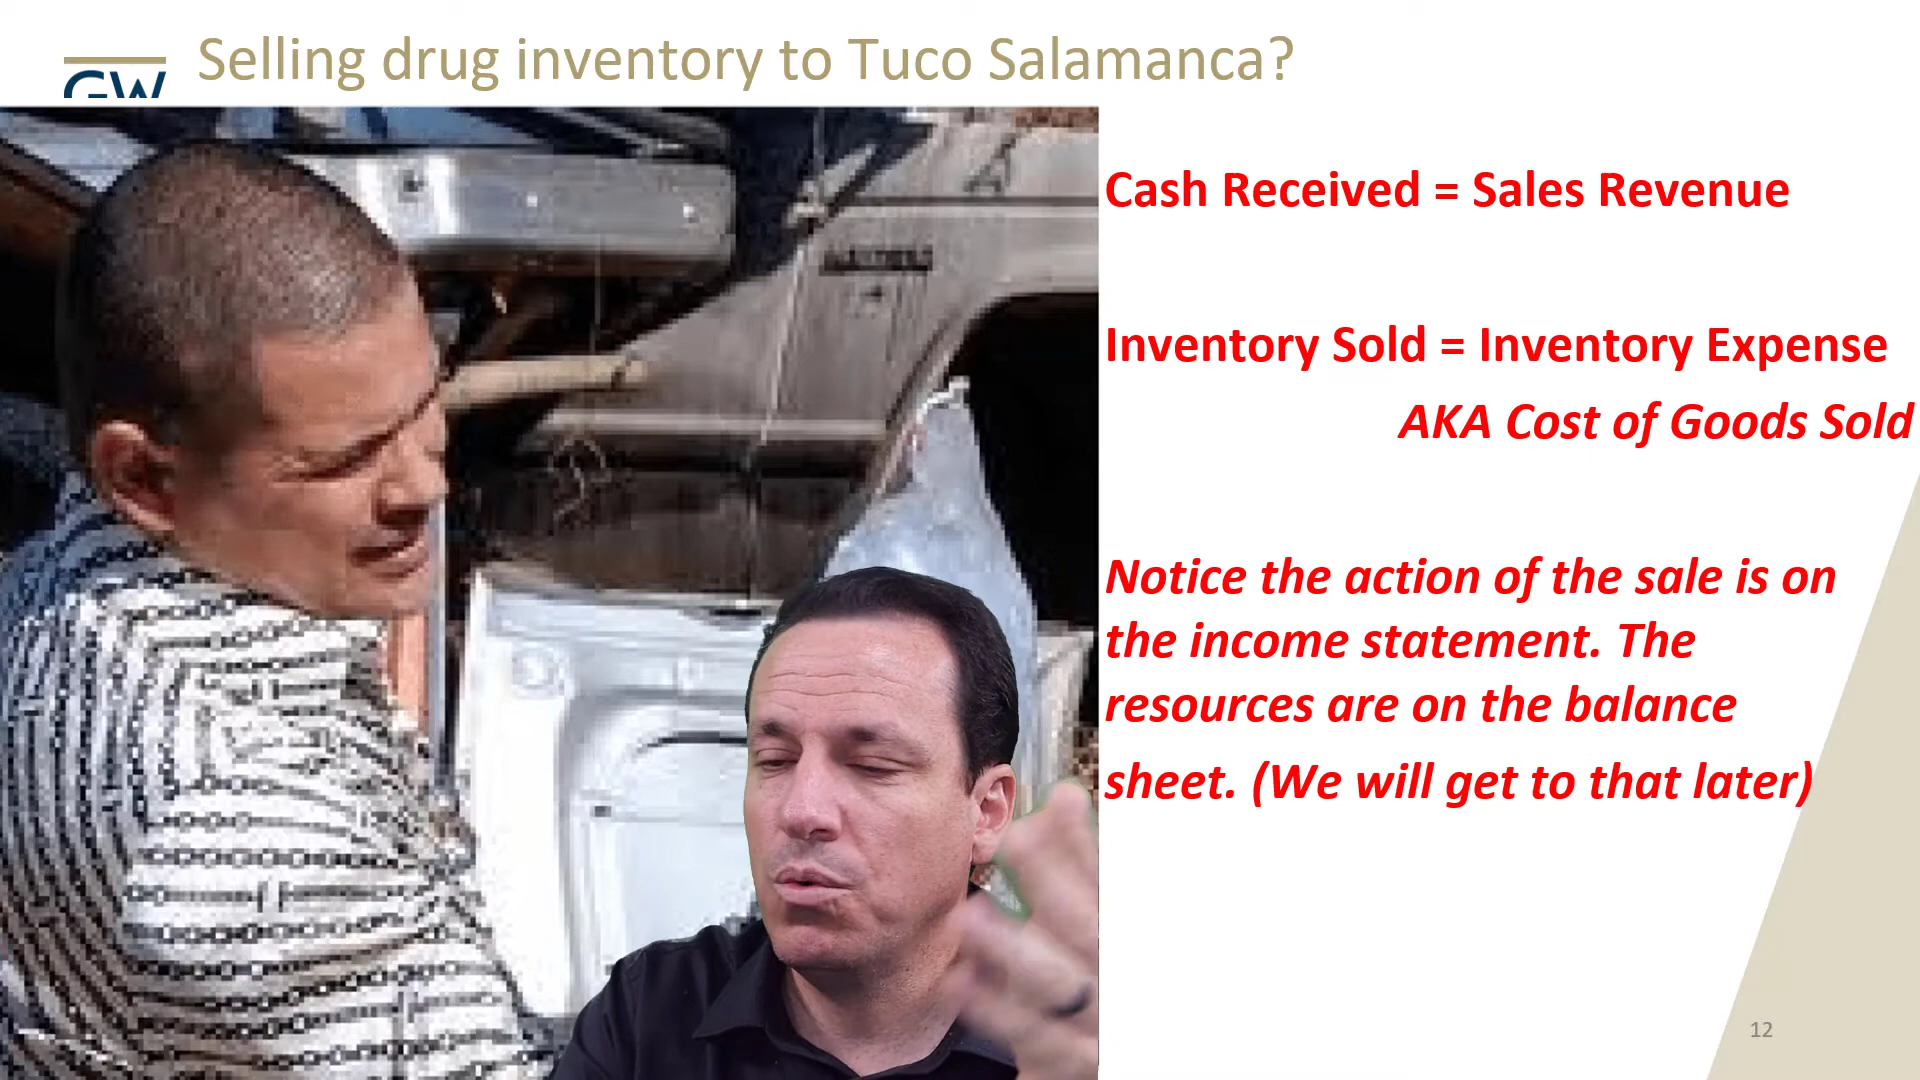 GW
Selling drug inventory to Tuco Salamanca?
Cash Received = Sales Revenue
Inventory Sold = Inventory Expense
AKA Cost of Goods Sold
Notice the action of the sale is on
the income statement. The
resources are on the balance
sheet. (We will get to that later)
12